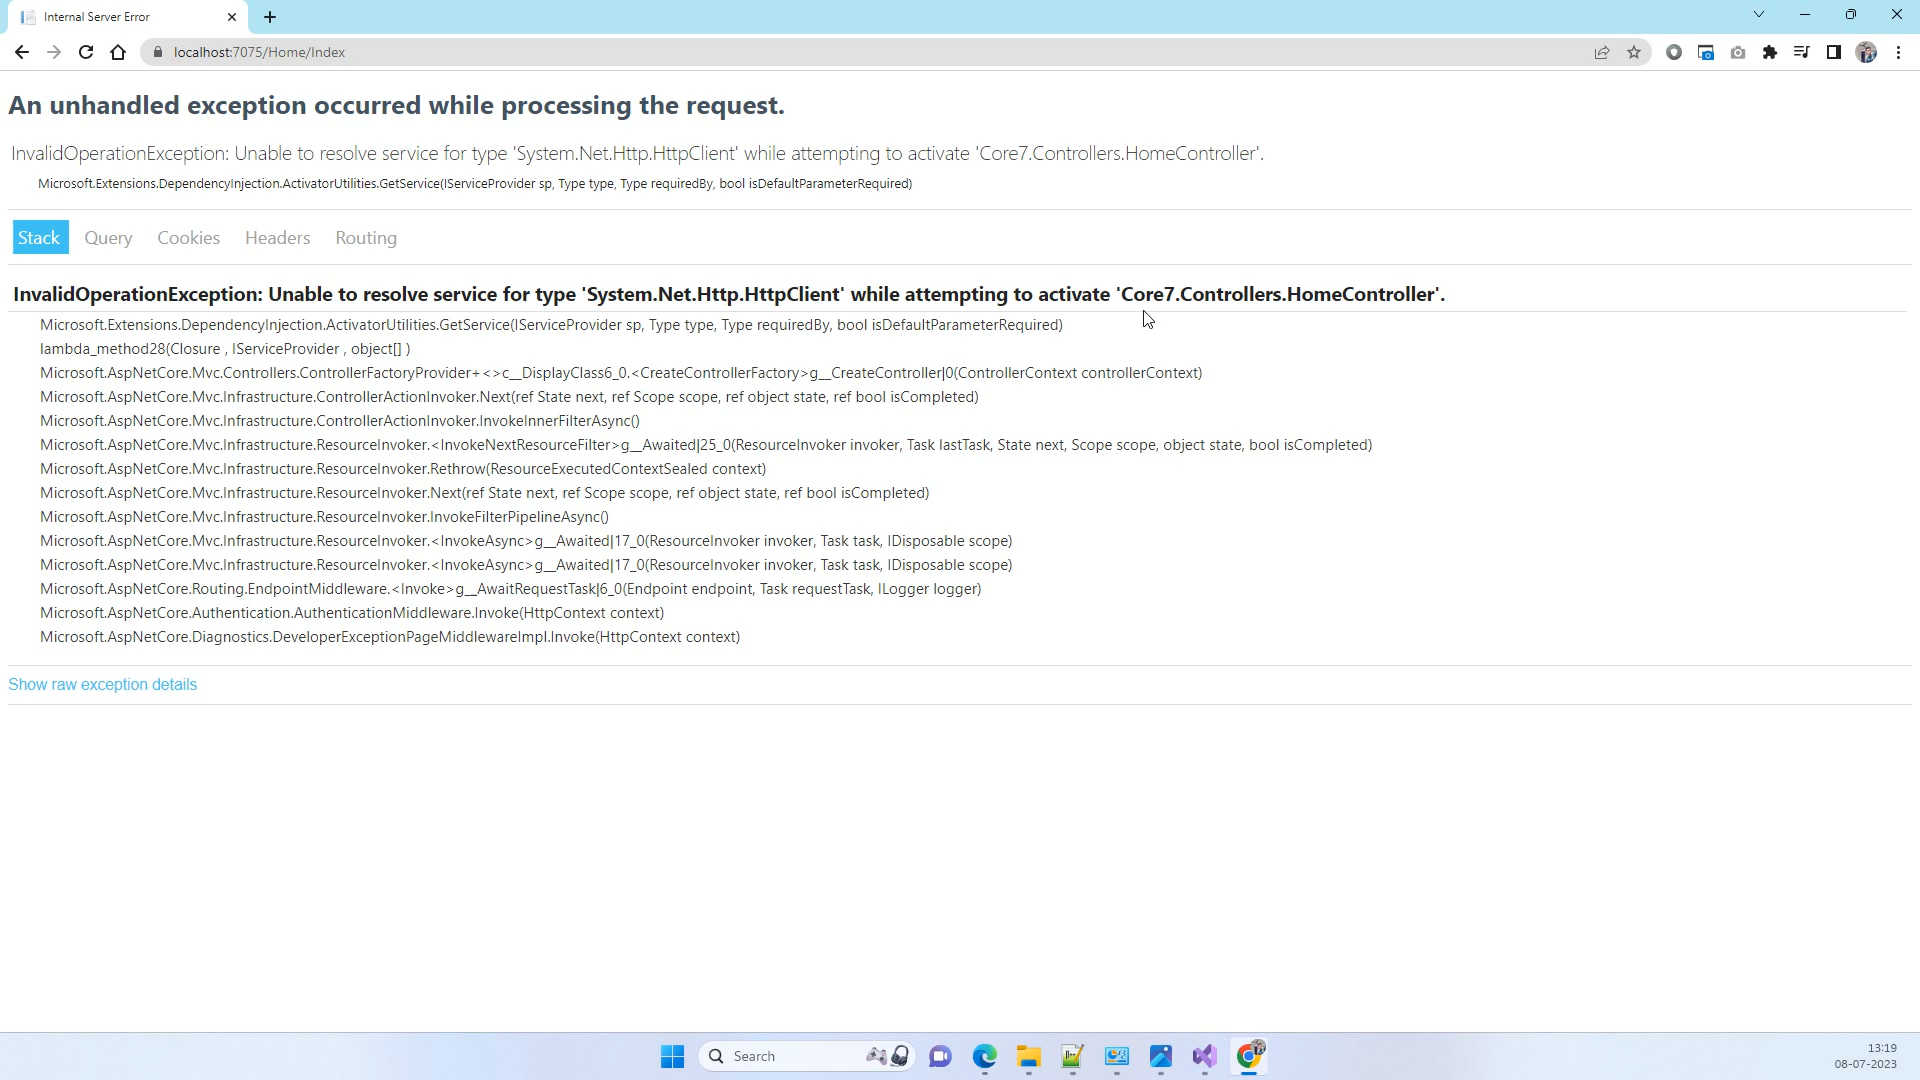 Internal Server Error
localhost:7075/Home/Index
An unhandled exception occurred while processing the request.
InvalidOperationException: Unable to resolve service for type 'System.Net.Http.HttpClient' while attempting to activate 'Core7.Controllers.HomeController'.
Microsoft.Extensions.DependencyInjection.ActivatorUtilities.GetService(IServiceProvider sp, Type type, Type requiredBy, bool isDefaultParameterRequired)
Stack Query Cookies Headers Routing
InvalidOperationException: Unable to resolve service for type 'System.Net.Http.HttpClient' while attempting to activate 'Core7.Controllers.HomeController'.
Microsoft.Extensions.DependencyInjection.ActivatorUtilities.GetService(IServiceProvider sp, Type type, Type requiredBy, bool isDefaultParameterRequired)
lambda_method28(Closure , IServiceProvider , object[] )
Microsoft.AspNetCore.Mvc.Controllers.ControllerFactoryProvider+<>c__DisplayClass6_0.<CreateControllerFactory>g__CreateController|0(ControllerContext controllerContext)
Microsoft.AspNetCore.Mvc.Infrastructure.ControllerActionInvoker.Next(ref State next, ref Scope scope, ref object state, ref bool isCompleted)
Microsoft.AspNetCore.Mvc.Infrastructure.ControllerActionInvoker.InvokeInnerFilterAsync()
Microsoft.AspNetCore.Mvc.Infrastructure.ResourceInvoker.<InvokeNextResourceFilter>g__Awaited|25_0(ResourceInvoker invoker, Task lastTask, State next, Scope scope, object state, bool isCompleted)
Microsoft.AspNetCore.Mvc.Infrastructure.ResourceInvoker.Rethrow(ResourceExecutedContextSealed context)
Microsoft.AspNetCore.Mvc.Infrastructure.ResourceInvoker.Next(ref State next, ref Scope scope, ref object state, ref bool isCompleted)
Microsoft.AspNetCore.Mvc.Infrastructure.ResourceInvoker.InvokeFilterPipelineAsync()
Microsoft.AspNetCore.Mvc.Infrastructure.ResourceInvoker.<InvokeAsync>g__Awaited|17_0(ResourceInvoker invoker, Task task, IDisposable scope)
Microsoft.AspNetCore.Mvc.Infrastructure.ResourceInvoker.<InvokeAsync>g__Awaited|17_0(ResourceInvoker invoker, Task task, IDisposable scope)
Microsoft.AspNetCore.Routing.EndpointMiddleware.<Invoke>g__AwaitRequestTask|6_0(Endpoint endpoint, Task requestTask, ILogger logger)
Microsoft.AspNetCore.Authentication.AuthenticationMiddleware.Invoke(HttpContext context)
Microsoft.AspNetCore.Diagnostics.DeveloperExceptionPageMiddlewareImpl.Invoke(HttpContext context)
Show raw exception details
Search
13:19
08-07-2023